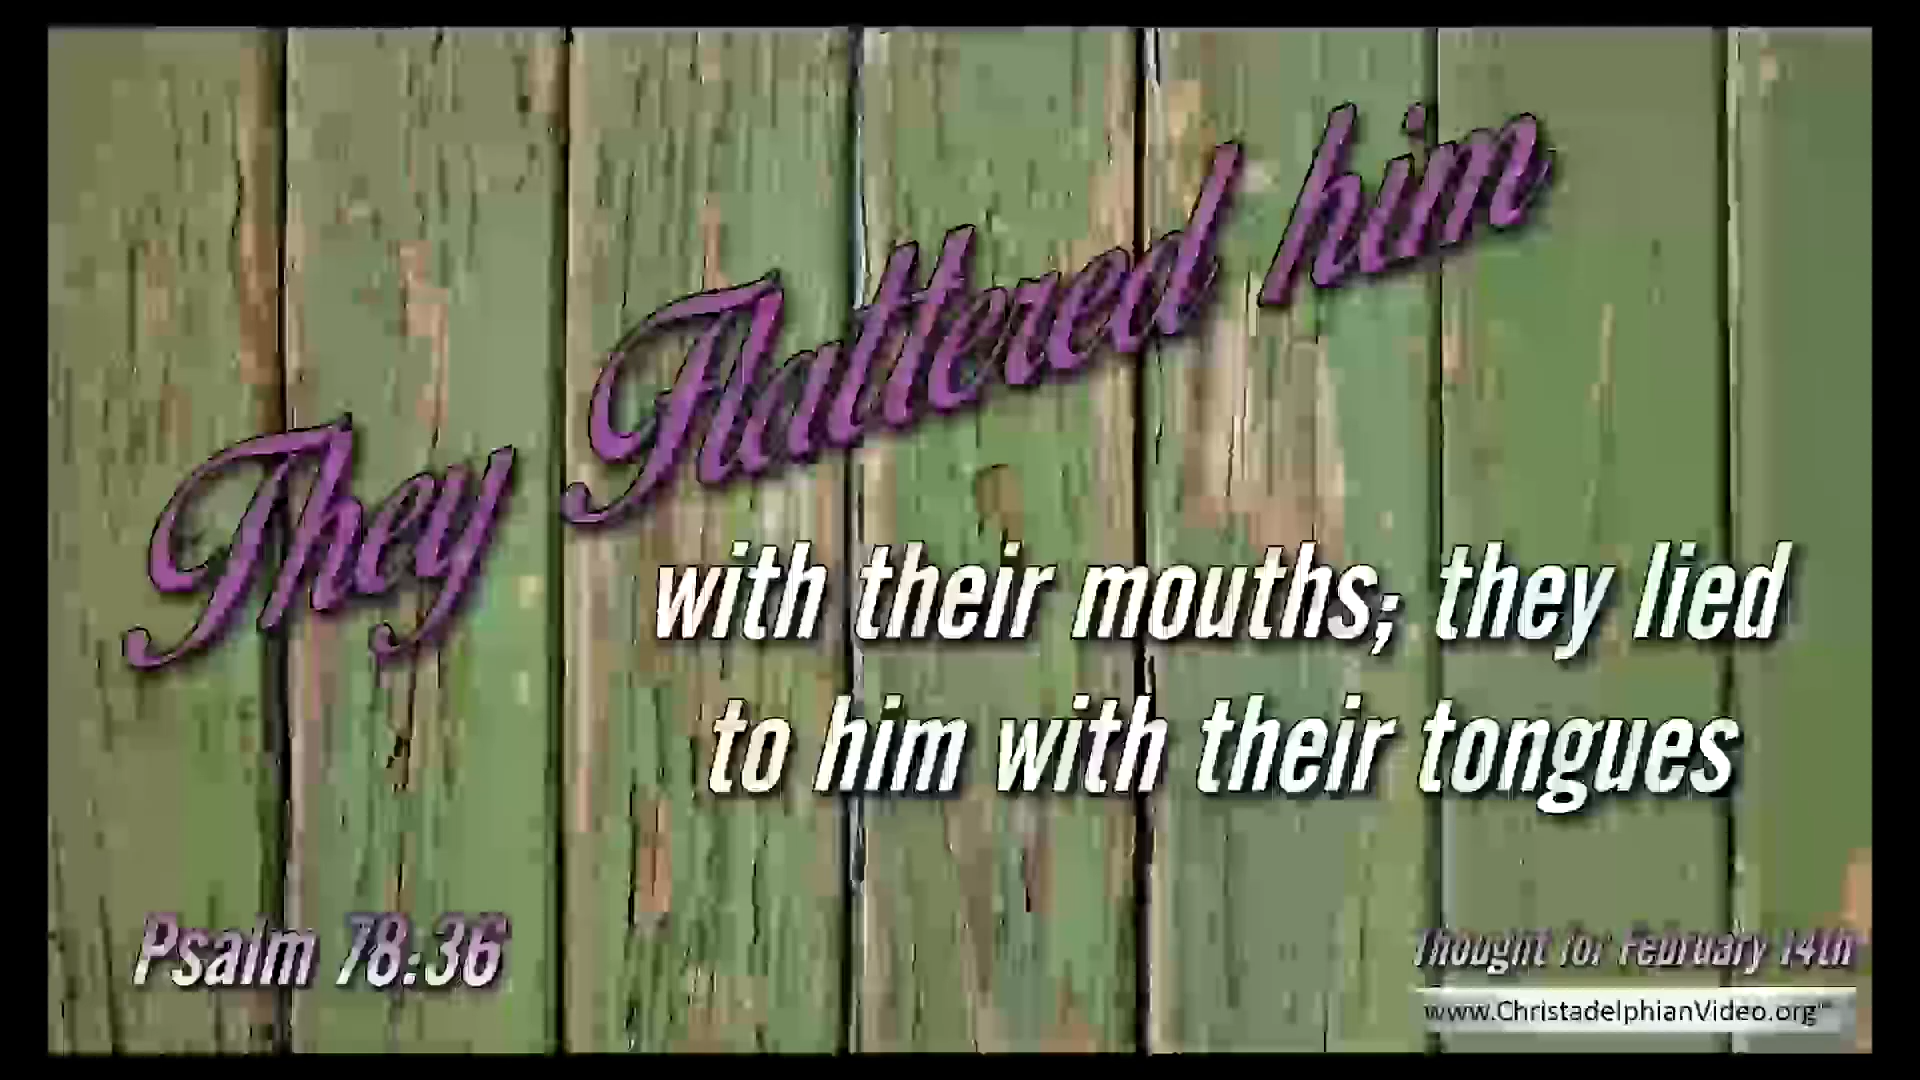 They Flattered him
with their mouths; they lied
to him with their tongues
Psalm 78:36
Thought for February 14th
www.ChristadelphianVideo.org™